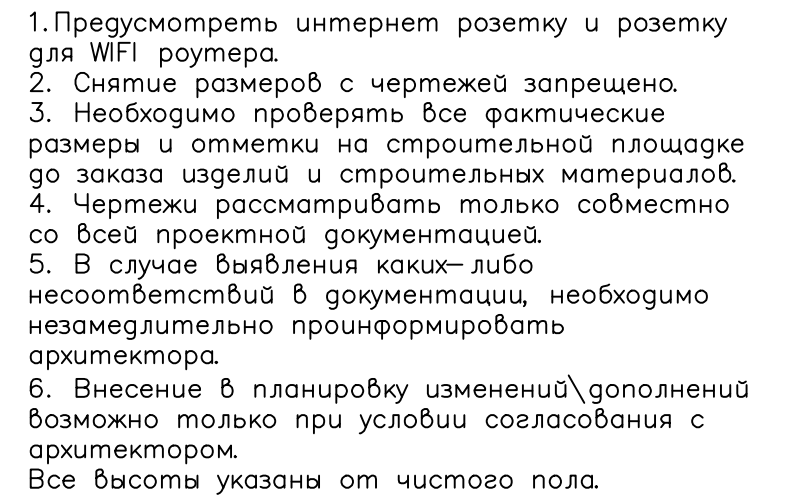 1.Предусмотреть интернет розетку и розетку
для WIFI роутера.
2. Снятие размеров с чертежей запрещено.
3. Необходимо проверять все фактические
размеры и отметки на строительной площадке
до заказа изделий и строительных материалов.
4. Чертежи рассматривать только совместно
со всей проектной документацией.
5. В случае выявления каких-либо
несоответствий в документации, необходимо
незамедлительно проинформировать
архитектора.
6. Внесение в планировку изменений\дополнений
возможно только при условии согласования с
архитектором.
Все высоты указаны от чистого пола.